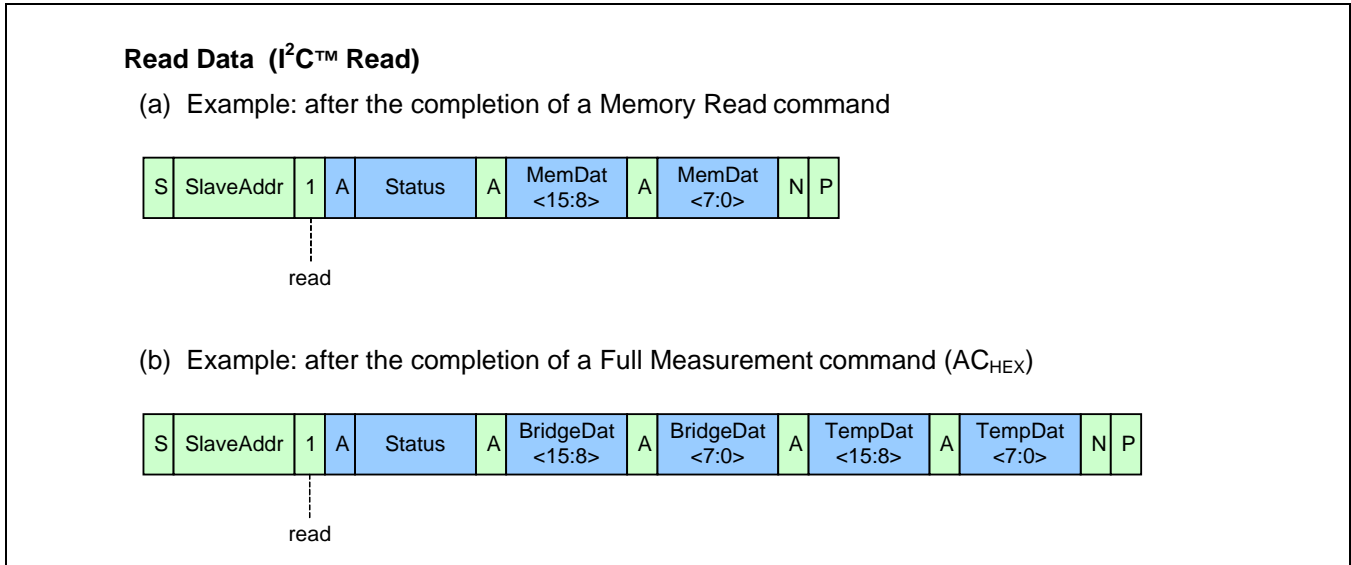 Read Data (I²C™ Read)
(a) Example: after the completion of a Memory Read command
S SlaveAddr 1 A Status A MemDat <15:8> A MemDat <7:0> N P
read
(b) Example: after the completion of a Full Measurement command (AC_HEX)
S SlaveAddr 1 A Status A BridgeDat <15:8> A BridgeDat <7:0> A TempDat <15:8> A TempDat <7:0> N P
read